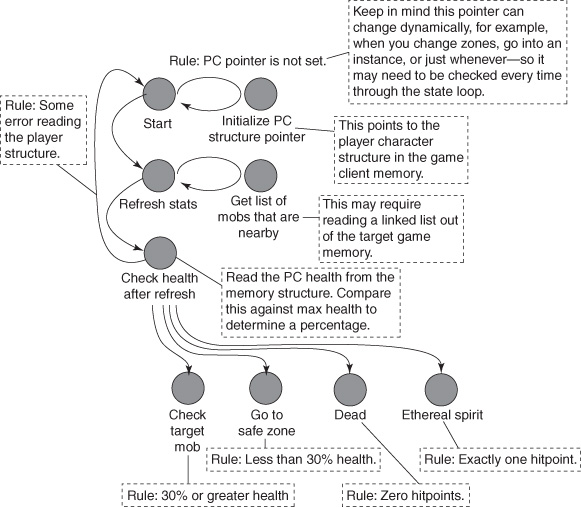 Keep in mind this pointer can
change dynamically, for example,
when you change zones, go into an
instance, or just whenever—so it
may need to be checked every time
through the state loop.
Rule: PC pointer is not set.
Rule: Some
error reading
the player
structure.
Start
Initialize PC
structure pointer
This points to the
player character
structure in the game
client memory.
Refresh stats
Get list of
mobs that are
nearby
This may require
reading a linked list out
of the target game
memory.
Check health
after refresh
Read the PC health from the
memory structure. Compare
this against max health to
determine a percentage.
Check
target
mob
Go to
safe zone
Dead
Ethereal spirit
Rule: Less than 30% health.
Rule: Exactly one hitpoint.
Rule: 30% or greater health
Rule: Zero hitpoints.